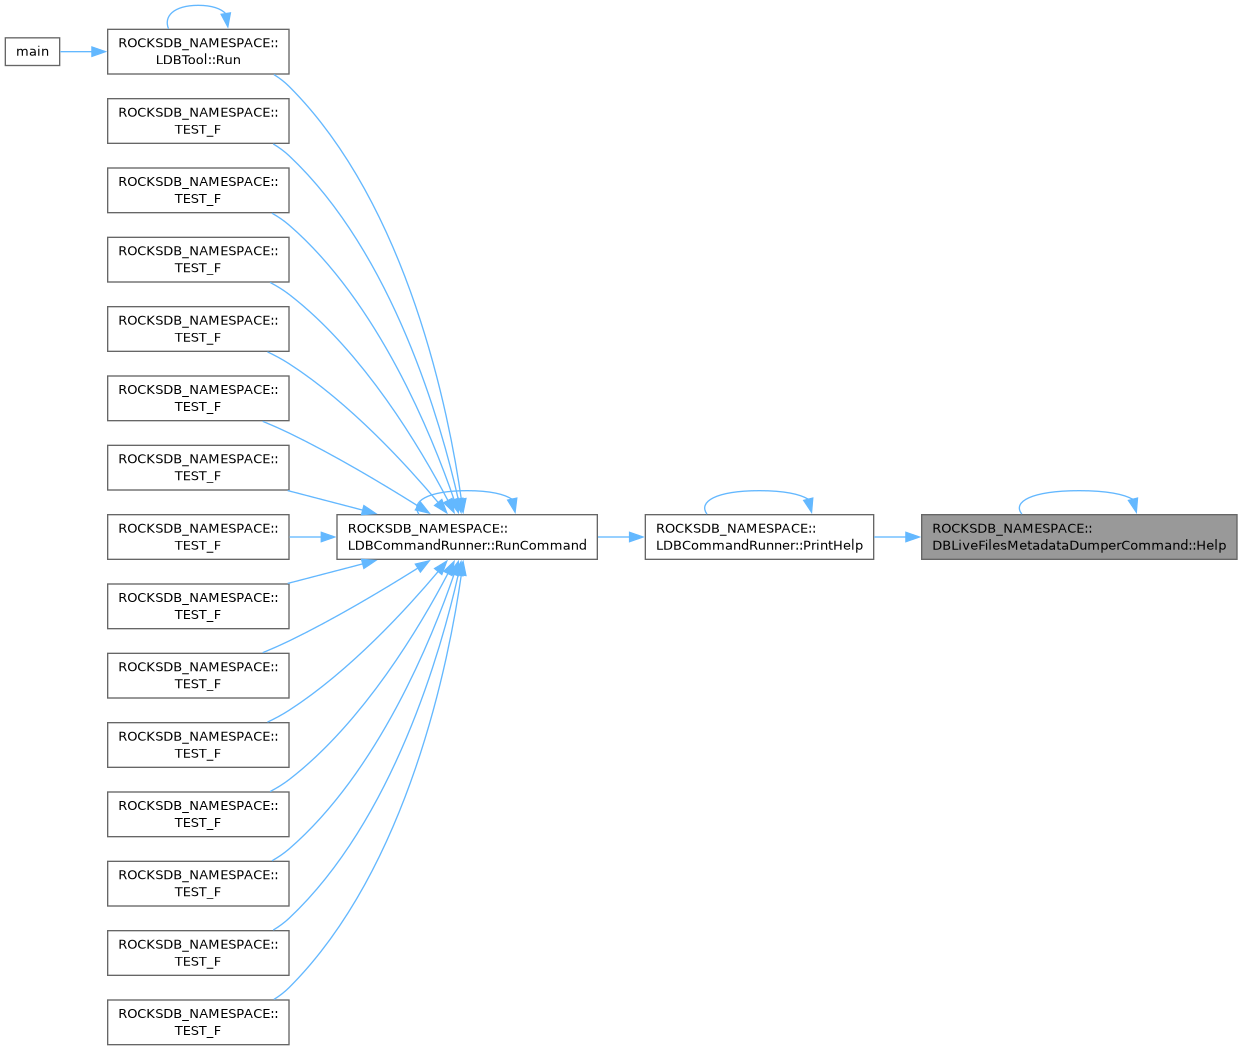 main
ROCKSDB_NAMESPACE::
LDBTool::Run
ROCKSDB_NAMESPACE::
TEST_F
ROCKSDB_NAMESPACE::
TEST_F
ROCKSDB_NAMESPACE::
TEST_F
ROCKSDB_NAMESPACE::
TEST_F
ROCKSDB_NAMESPACE::
TEST_F
ROCKSDB_NAMESPACE::
TEST_F
ROCKSDB_NAMESPACE::
TEST_F
ROCKSDB_NAMESPACE::
TEST_F
ROCKSDB_NAMESPACE::
TEST_F
ROCKSDB_NAMESPACE::
TEST_F
ROCKSDB_NAMESPACE::
TEST_F
ROCKSDB_NAMESPACE::
TEST_F
ROCKSDB_NAMESPACE::
TEST_F
ROCKSDB_NAMESPACE::
TEST_F
ROCKSDB_NAMESPACE::
LDBCommandRunner::RunCommand
ROCKSDB_NAMESPACE::
LDBCommandRunner::PrintHelp
ROCKSDB_NAMESPACE::
DBLiveFilesMetadataDumperCommand::Help